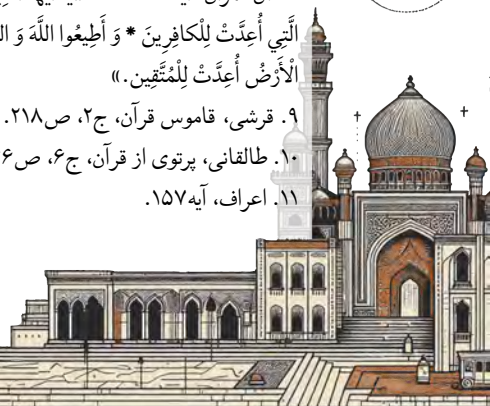 الَّتِي أُعِدَّتْ لِلْكافِرِينَ * وَ أَطِيعُوا اللَّهَ وَ
الْأَرْضُ أُعِدَّتْ لِلْمُتَّقِين.»
۹. قرشی، قاموس قرآن، ج۲، ص۲۱۸.
۱۰. طالقانی، پرتوی از قرآن، ج۶، ص۶
۱۱. اعراف، آیه۱۵۷.